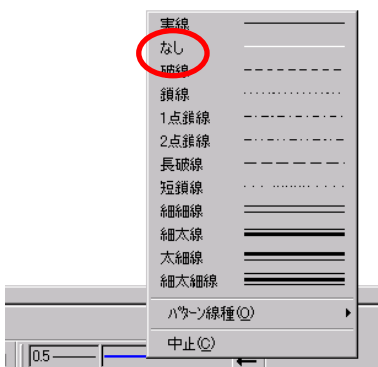 実線
なし
破線
鎖線
1点鎖線
2点鎖線
長破線
短鎖線
細細線
細太線
太細線
細太細線
ﾊﾟﾀｰﾝ線種(O)
中止(C)
0.5